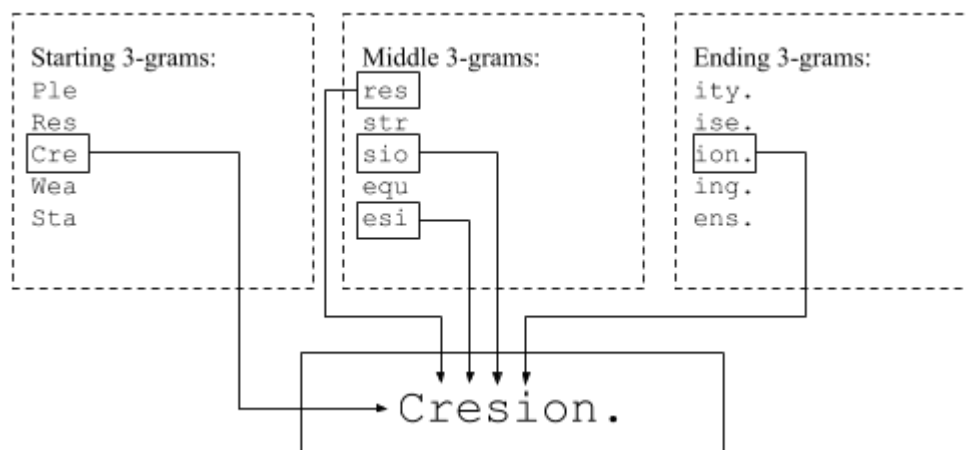 Starting 3-grams:
Ple
Res
Cre
Wea
Sta
Middle 3-grams:
res
str
sio
equ
esi
Ending 3-grams:
ity.
ise.
ion.
ing.
ens.
Cresion.